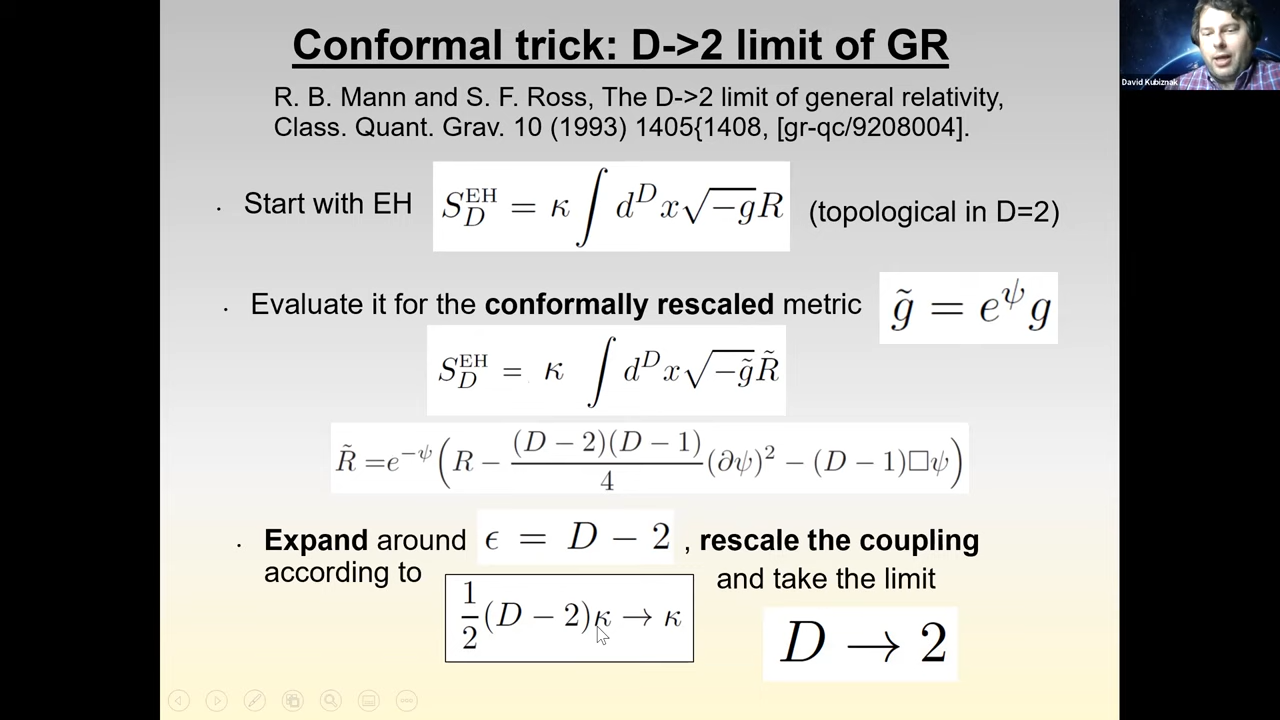 Conformal trick: D->2 limit of GR
David Kubiznak
R. B. Mann and S. F. Ross, The D->2 limit of general relativity,
Class. Quant. Grav. 10 (1993) 1405{1408, [gr-qc/9208004].
· Start with EH S_D^{EH} = κ ∫ d^D x √−g R (topological in D=2)
· Evaluate it for the conformally rescaled metric g̃ = e^ψ g
S_D^{EH} = κ ∫ d^D x √−g̃ R̃
R̃ =e^{−ψ}(R − (D − 2)(D − 1)/4 (∂ψ)² − (D − 1)□ψ)
· Expand around ϵ = D − 2 , rescale the coupling
according to 1/2 (D − 2)κ → κ and take the limit
D → 2